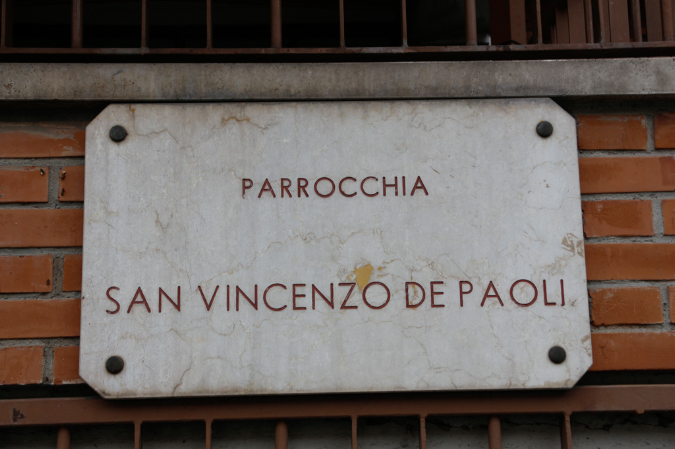 PARROCCHIA
SAN VINCENZO DE PAOLI